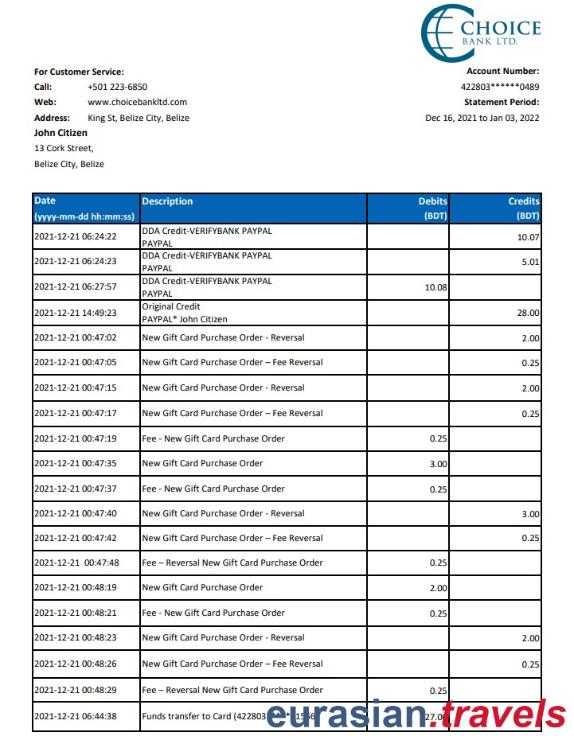 CHOICE
BANK LTD.
For Customer Service:
Call: +501 223-6850
Web: www.choicebankltd.com
Address: King St, Belize City, Belize
John Citizen
13 Cork Street,
Belize City, Belize
Account Number:
422803******0489
Statement Period:
Dec 16, 2021 to Jan 03, 2022
Date Description Debits Credits
(yyyy-mm-dd hh:mm:ss) (BDT) (BDT)
2021-12-21 06:24:22 DDA Credit-VERIFYBANK PAYPAL 10.07
PAYPAL
2021-12-21 06:24:23 DDA Credit-VERIFYBANK PAYPAL 5.01
PAYPAL
2021-12-21 06:27:57 DDA Credit-VERIFYBANK PAYPAL 10.08
PAYPAL
2021-12-21 14:49:23 Original Credit 28.00
PAYPAL* John Citizen
2021-12-21 00:47:02 New Gift Card Purchase Order - Reversal 2.00
2021-12-21 00:47:05 New Gift Card Purchase Order – Fee Reversal 0.25
2021-12-21 00:47:15 New Gift Card Purchase Order - Reversal 2.00
2021-12-21 00:47:17 New Gift Card Purchase Order – Fee Reversal 0.25
2021-12-21 00:47:19 Fee - New Gift Card Purchase Order 0.25
2021-12-21 00:47:35 New Gift Card Purchase Order 3.00
2021-12-21 00:47:37 Fee - New Gift Card Purchase Order 0.25
2021-12-21 00:47:40 New Gift Card Purchase Order - Reversal 3.00
2021-12-21 00:47:42 New Gift Card Purchase Order – Fee Reversal 0.25
2021-12-21 00:47:48 Fee – Reversal New Gift Card Purchase Order 0.25
2021-12-21 00:48:19 New Gift Card Purchase Order 2.00
2021-12-21 00:48:21 Fee - New Gift Card Purchase Order 0.25
2021-12-21 00:48:23 New Gift Card Purchase Order - Reversal 2.00
2021-12-21 00:48:26 New Gift Card Purchase Order – Fee Reversal 0.25
2021-12-21 00:48:29 Fee – Reversal New Gift Card Purchase Order 0.25
2021-12-21 06:44:38 Funds transfer to Card
eurasian.travels